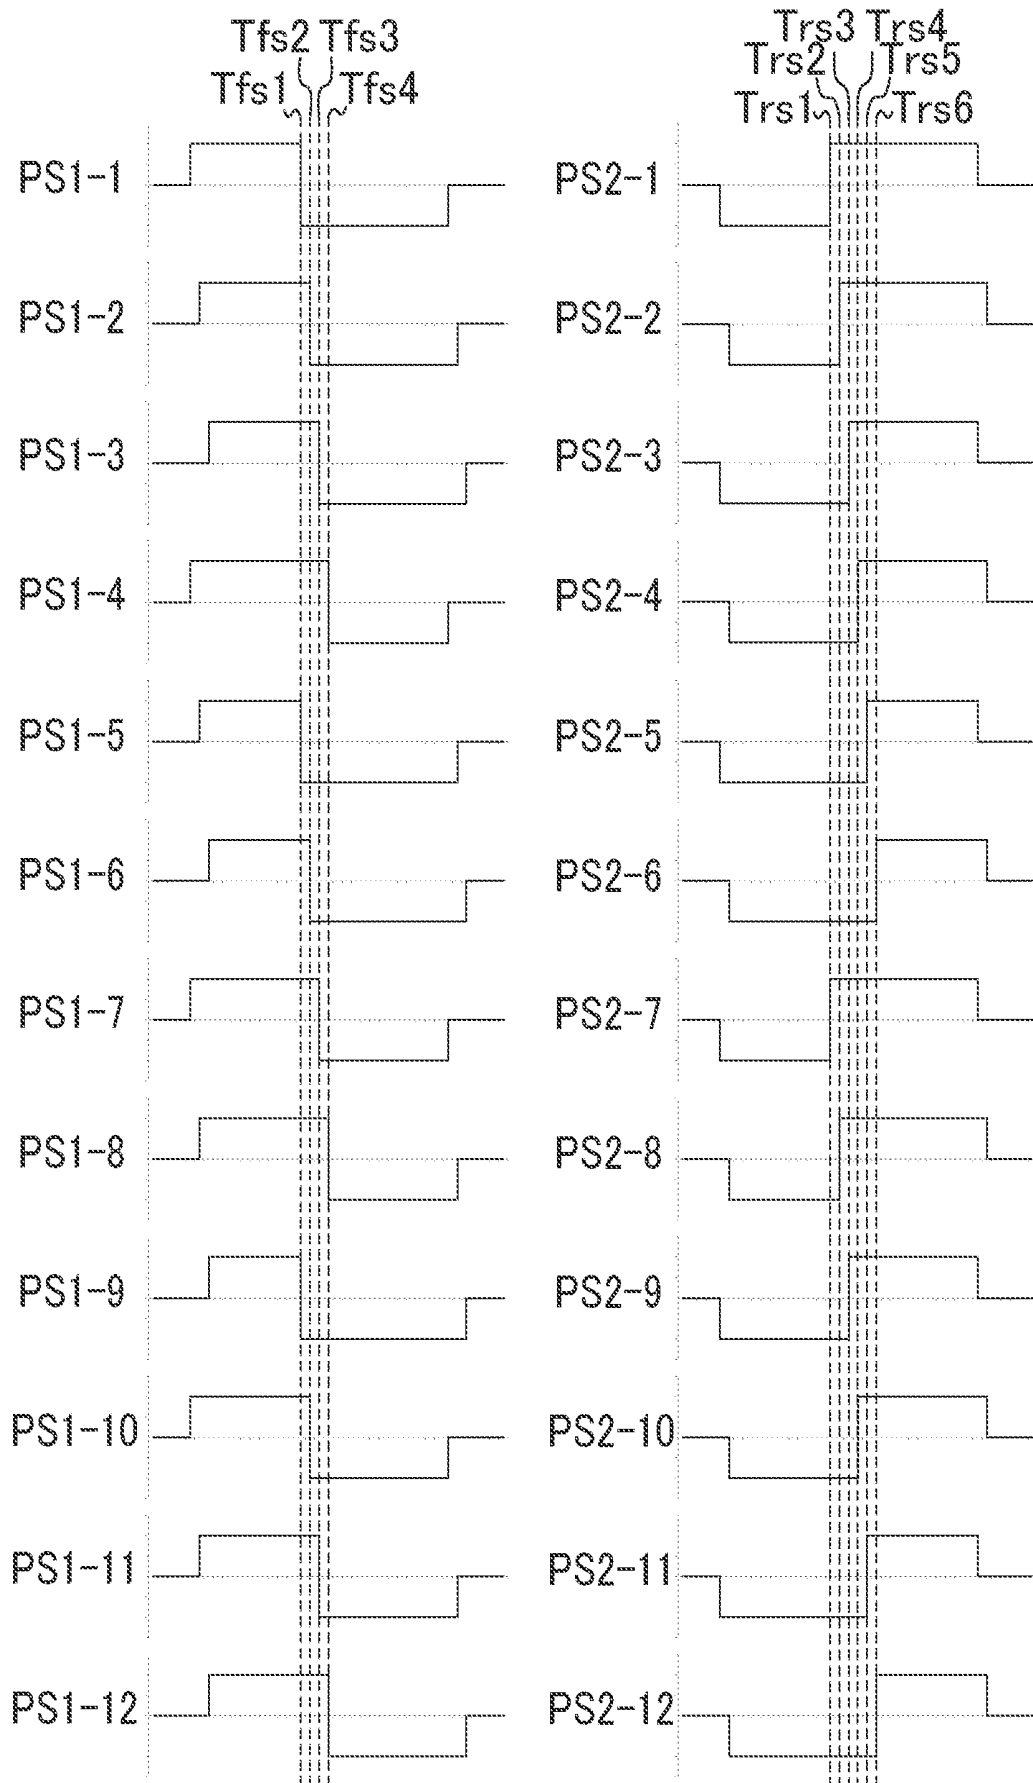 Tfs2 Tfs3
Tfs1 Tfs4
Trs3 Trs4
Trs2 Trs5
Trs1 Trs6
PS1-1 PS2-1
PS1-2 PS2-2
PS1-3 PS2-3
PS1-4 PS2-4
PS1-5 PS2-5
PS1-6 PS2-6
PS1-7 PS2-7
PS1-8 PS2-8
PS1-9 PS2-9
PS1-10 PS2-10
PS1-11 PS2-11
PS1-12 PS2-12